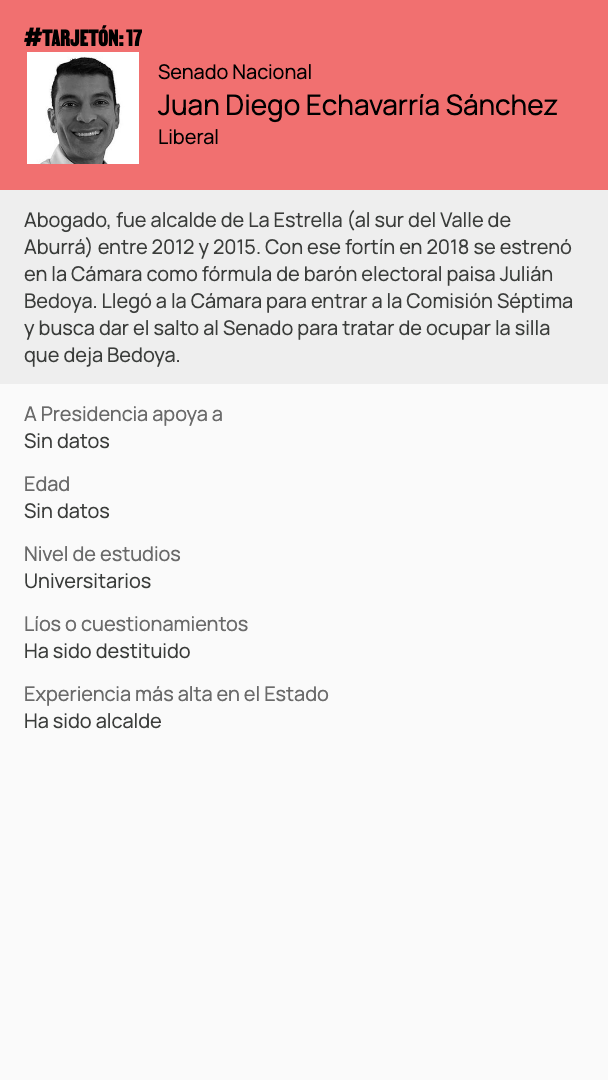 #TARJETÓN: 17
Senado Nacional
Juan Diego Echavarría Sánchez
Liberal
Abogado, fue alcalde de La Estrella (al sur del Valle de
Aburrá) entre 2012 y 2015. Con ese fortín en 2018 se estrenó
en la Cámara como fórmula de barón electoral paisa Julián
Bedoya. Llegó a la Cámara para entrar a la Comisión Séptima
y busca dar el salto al Senado para tratar de ocupar la silla
que deja Bedoya.
A Presidencia apoya a
Sin datos
Edad
Sin datos
Nivel de estudios
Universitarios
Líos o cuestionamientos
Ha sido destituido
Experiencia más alta en el Estado
Ha sido alcalde